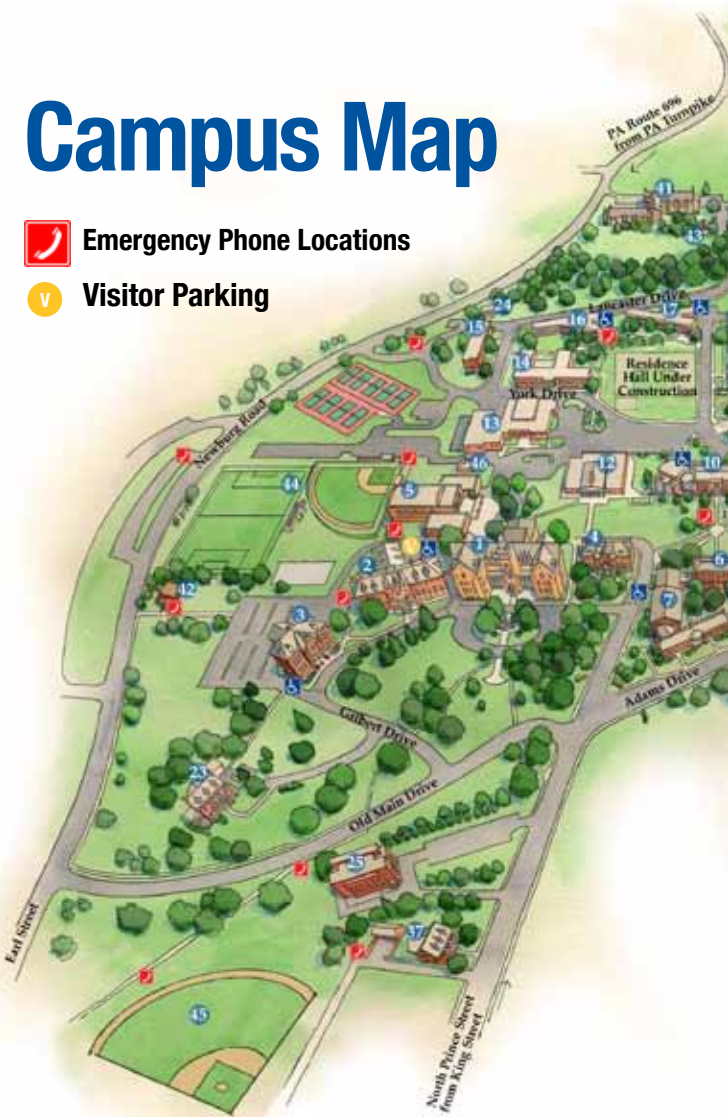 Campus Map
Emergency Phone Locations
V
Visitor Parking
PA Route 696
from PA Turnpike
41
43
24
Lancaster Drive
17
16
15
14
Residence
Hall Under
Construction
York Drive
13
Newburg Road
46
12
10
44
5
1
4
2
6
42
7
3
Adams Drive
Gilbert Drive
23
Old Main Drive
25
Earl Street
37
45
North Prince Street
from King Street